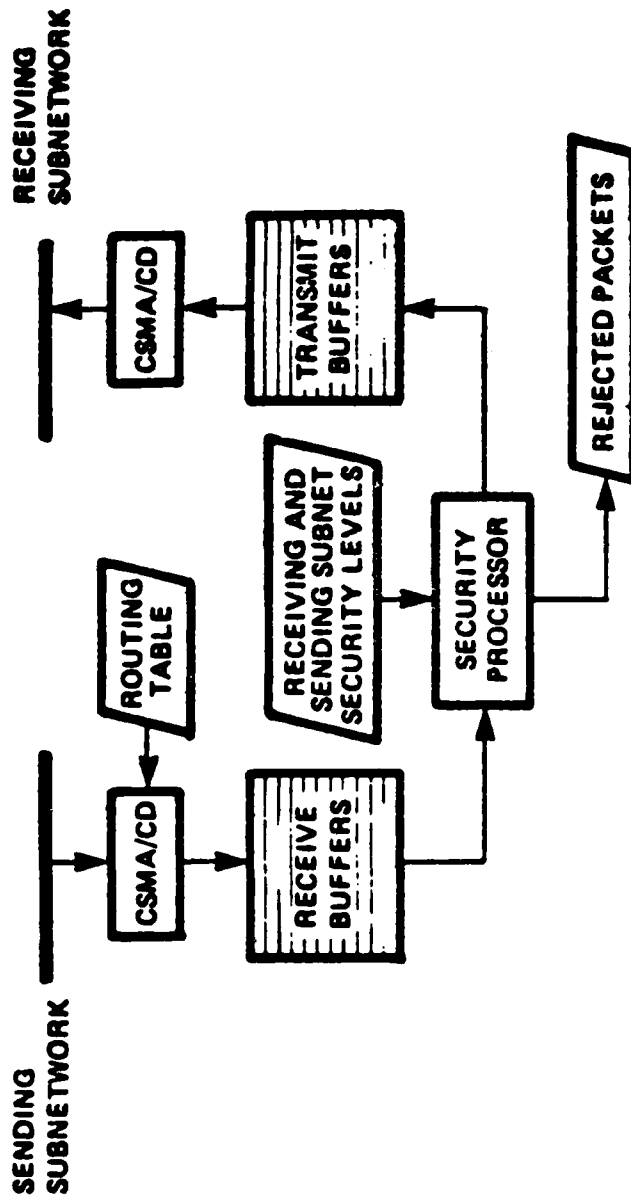 SENDING
SUBNETWORK
RECEIVING
SUBNETWORK
CSMA/CD
ROUTING
TABLE
CSMA/CD
RECEIVE
BUFFERS
RECEIVING AND
SENDING SUBNET
SECURITY LEVELS
TRANSMIT
BUFFERS
SECURITY
PROCESSOR
REJECTED PACKETS